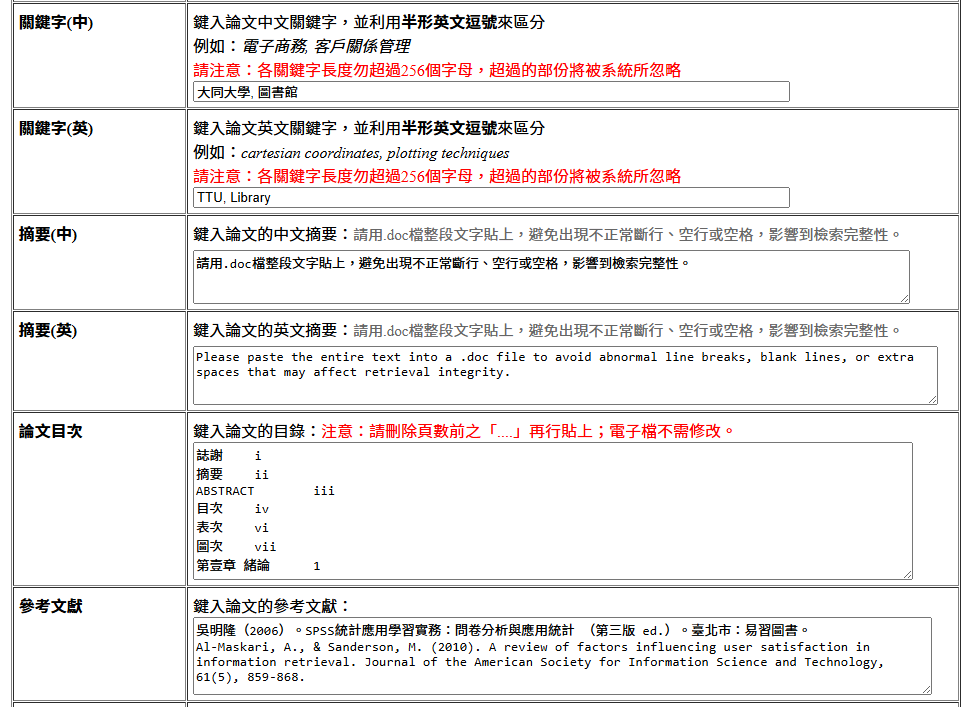 關鍵字(中)
鍵入論文中文關鍵字，並利用半形英文逗號來區分
例如：電子商務, 客戶關係管理
請注意：各關鍵字長度勿超過256個字母，超過的部份將被系統所忽略
大同大學, 圖書館
關鍵字(英)
鍵入論文英文關鍵字，並利用半形英文逗號來區分
例如：cartesian coordinates, plotting techniques
請注意：各關鍵字長度勿超過256個字母，超過的部份將被系統所忽略
TTU, Library
摘要(中)
鍵入論文的中文摘要：請用.doc檔整段文字貼上，避免出現不正常斷行、空行或空格，影響到檢索完整性。
請用.doc檔整段文字貼上，避免出現不正常斷行、空行或空格，影響到檢索完整性。
摘要(英)
鍵入論文的英文摘要：請用.doc檔整段文字貼上，避免出現不正常斷行、空行或空格，影響到檢索完整性。
Please paste the entire text into a .doc file to avoid abnormal line breaks, blank lines, or extra
spaces that may affect retrieval integrity.
論文目次
鍵入論文的目錄：注意：請刪除頁數前之「....」再行貼上；電子檔不需修改。
誌謝 i
摘要 ii
ABSTRACT iii
目次 iv
表次 vi
圖次 vii
第壹章 緒論 1
參考文獻
鍵入論文的參考文獻：
吳明隆（2006）。SPSS統計應用學習實務：問卷分析與應用統計 （第三版 ed.）。臺北市：易習圖書。
Al-Maskari, A., & Sanderson, M. (2010). A review of factors influencing user satisfaction in
information retrieval. Journal of the American Society for Information Science and Technology,
61(5), 859-868.